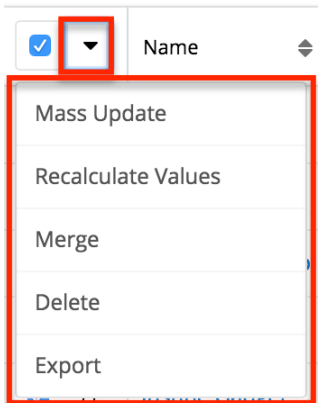 Name
Mass Update
Recalculate Values
Merge
Delete
Export